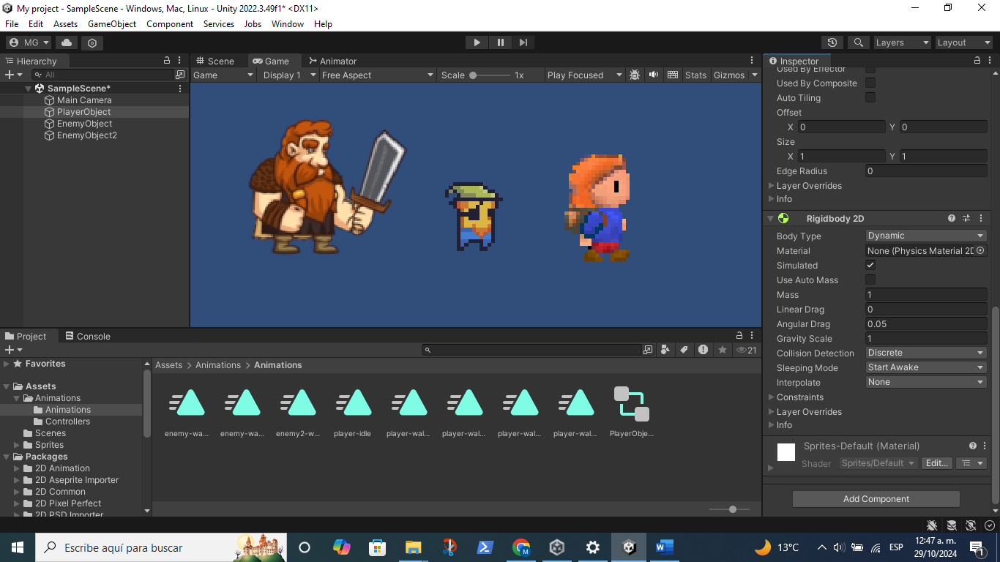 My project - SampleScene - Windows, Mac, Linux - Unity 2022.3.49f1* <DX11>
File Edit Assets GameObject Component Services Jobs Window Help
MG Layers Layout
Hierarchy
All
SampleScene*
Main Camera
PlayerObject
EnemyObject
EnemyObject2
Scene Game Animator
Game Display 1 Free Aspect Scale 1x Play Focused Stats Gizmos
Inspector
Used By Effector
Used By Composite
Auto Tiling
Offset
X 0 Y 0
Size
X 1 Y 1
Edge Radius 0
Layer Overrides
Info
Rigidbody 2D
Body Type Dynamic
Material None (Physics Material 2D
Simulated
Use Auto Mass
Mass 1
Linear Drag 0
Angular Drag 0.05
Gravity Scale 1
Collision Detection Discrete
Sleeping Mode Start Awake
Interpolate None
Constraints
Layer Overrides
Info
Sprites-Default (Material)
Shader Sprites/Default Edit...
Add Component
Project Console
21
Favorites
Assets
Animations
Animations
Controllers
Scenes
Sprites
Packages
2D Animation
2D Aseprite Importer
2D Common
2D Pixel Perfect
2D PSD Importer
Assets > Animations > Animations
enemy-wa... enemy-wa... enemy2-w... player-idle player-wal... player-wal... player-wal... player-wal... PlayerObje...
Escribe aquí para buscar
13°C ESP 12:47 a. m.
29/10/2024
1